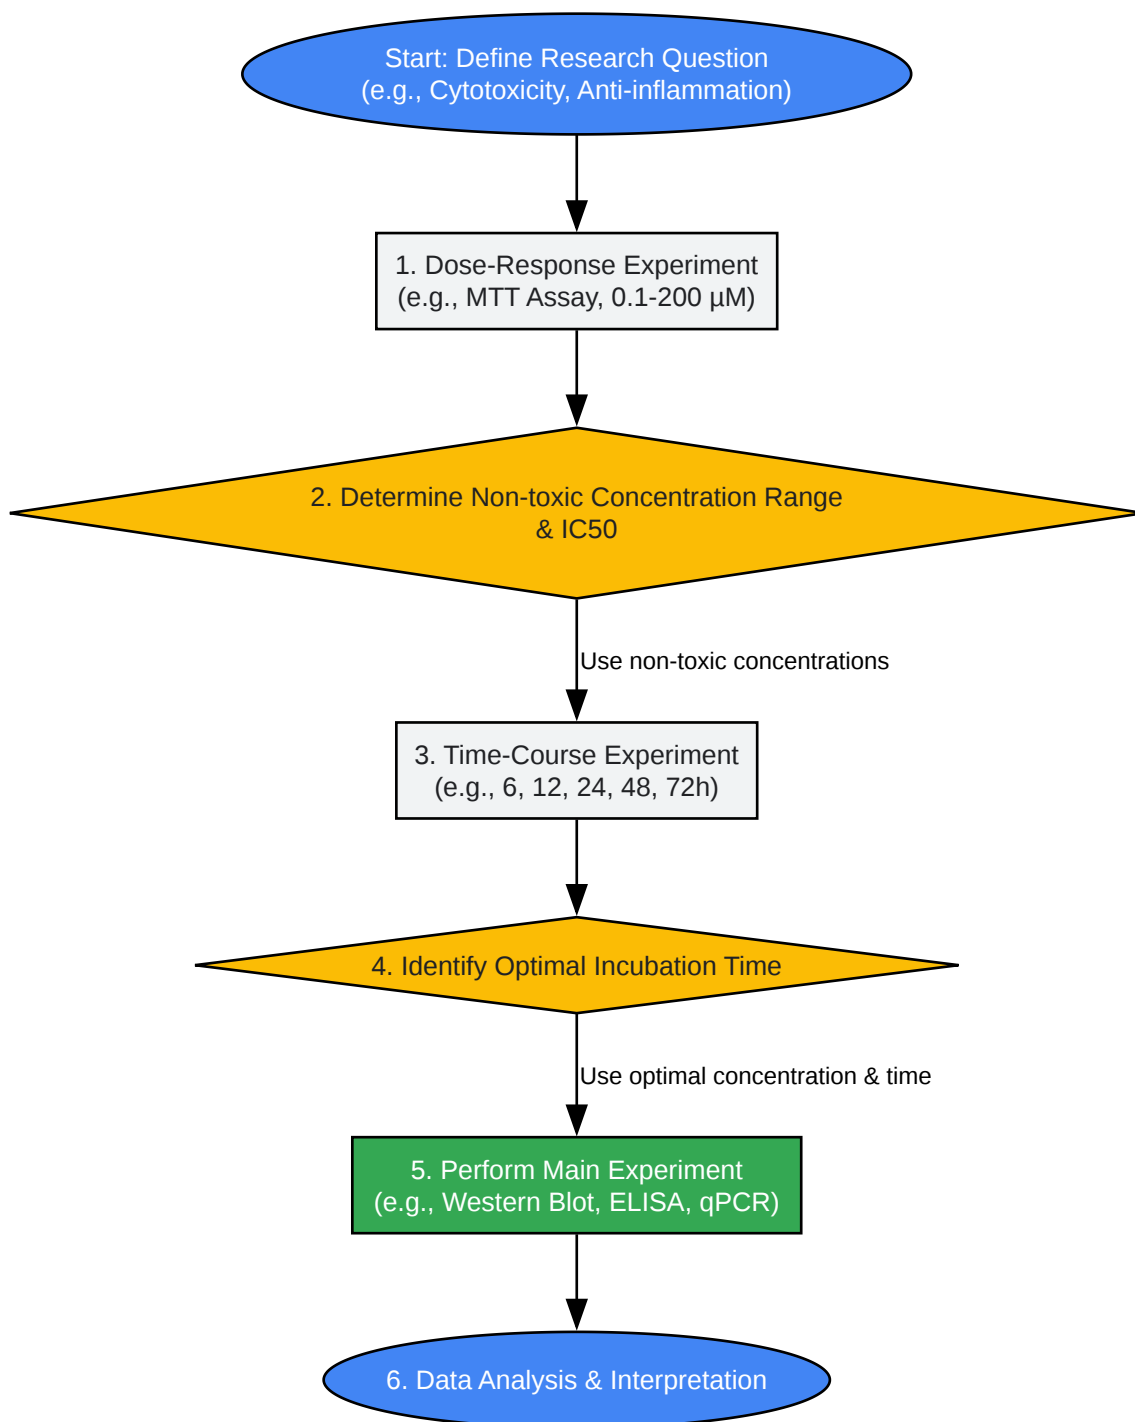 Start: Define Research Question
(e.g., Cytotoxicity, Anti-inflammation)
1. Dose-Response Experiment
(e.g., MTT Assay, 0.1-200 µM)
2. Determine Non-toxic Concentration Range
& IC50
Use non-toxic concentrations
3. Time-Course Experiment
(e.g., 6, 12, 24, 48, 72h)
4. Identify Optimal Incubation Time
Use optimal concentration & time
5. Perform Main Experiment
(e.g., Western Blot, ELISA, qPCR)
6. Data Analysis & Interpretation